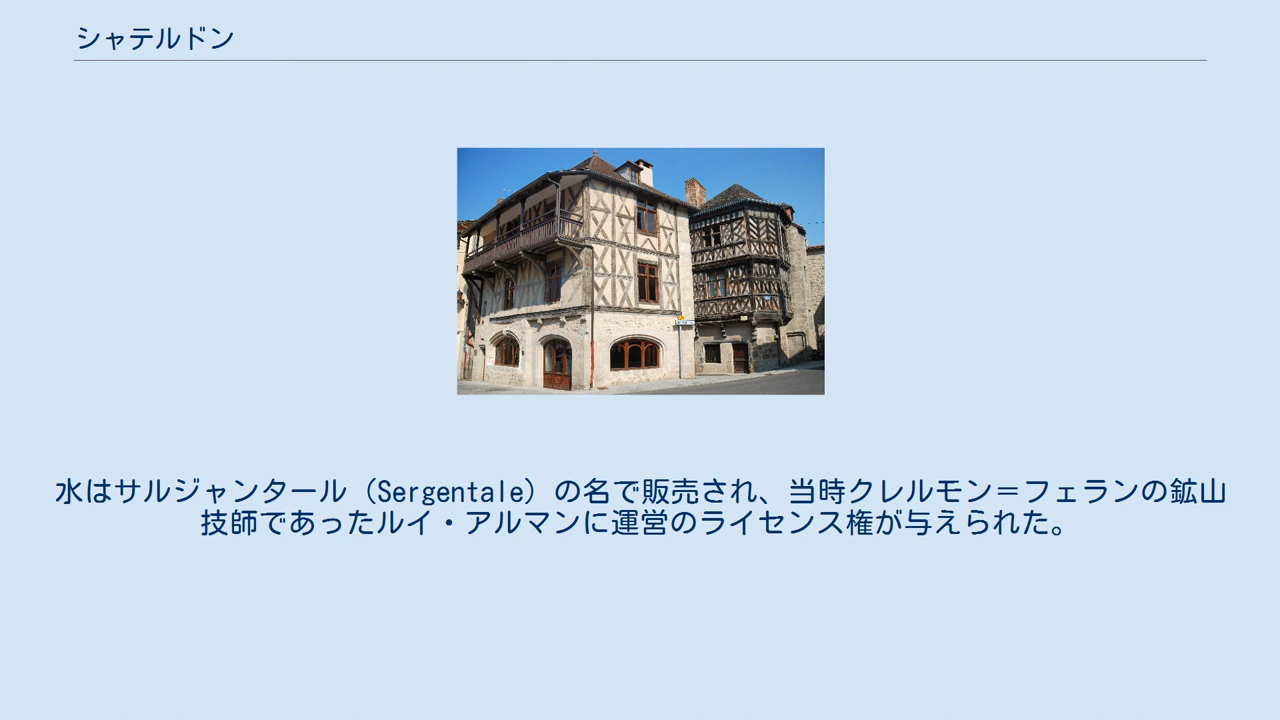 シャテルドン
水はサルジャンタール（Sergentale）の名で販売され、当時クレルモン＝フェランの鉱山
技師であったルイ・アルマンに運営のライセンス権が与えられた。